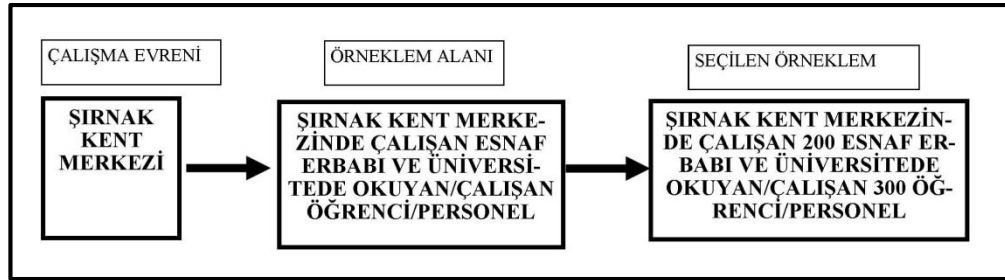 ÇALIŞMA EVRENİ
ÖRNEKLEM ALANI
SEÇİLEN ÖRNEKLEM
ŞIRNAK
KENT
MERKEZİ
ŞIRNAK KENT MERKE-
ZİNDE ÇALIŞAN ESNAF
ERBABI VE ÜNİVERSİ-
TEDE OKUYAN/ÇALIŞAN
ÖĞRENCİ/PERSONEL
ŞIRNAK KENT MERKEZİN-
DE ÇALIŞAN 200 ESNAF ER-
BABI VE ÜNİVERSİTEDE
OKUYAN/ÇALIŞAN 300 ÖĞ-
RENCİ/PERSONEL